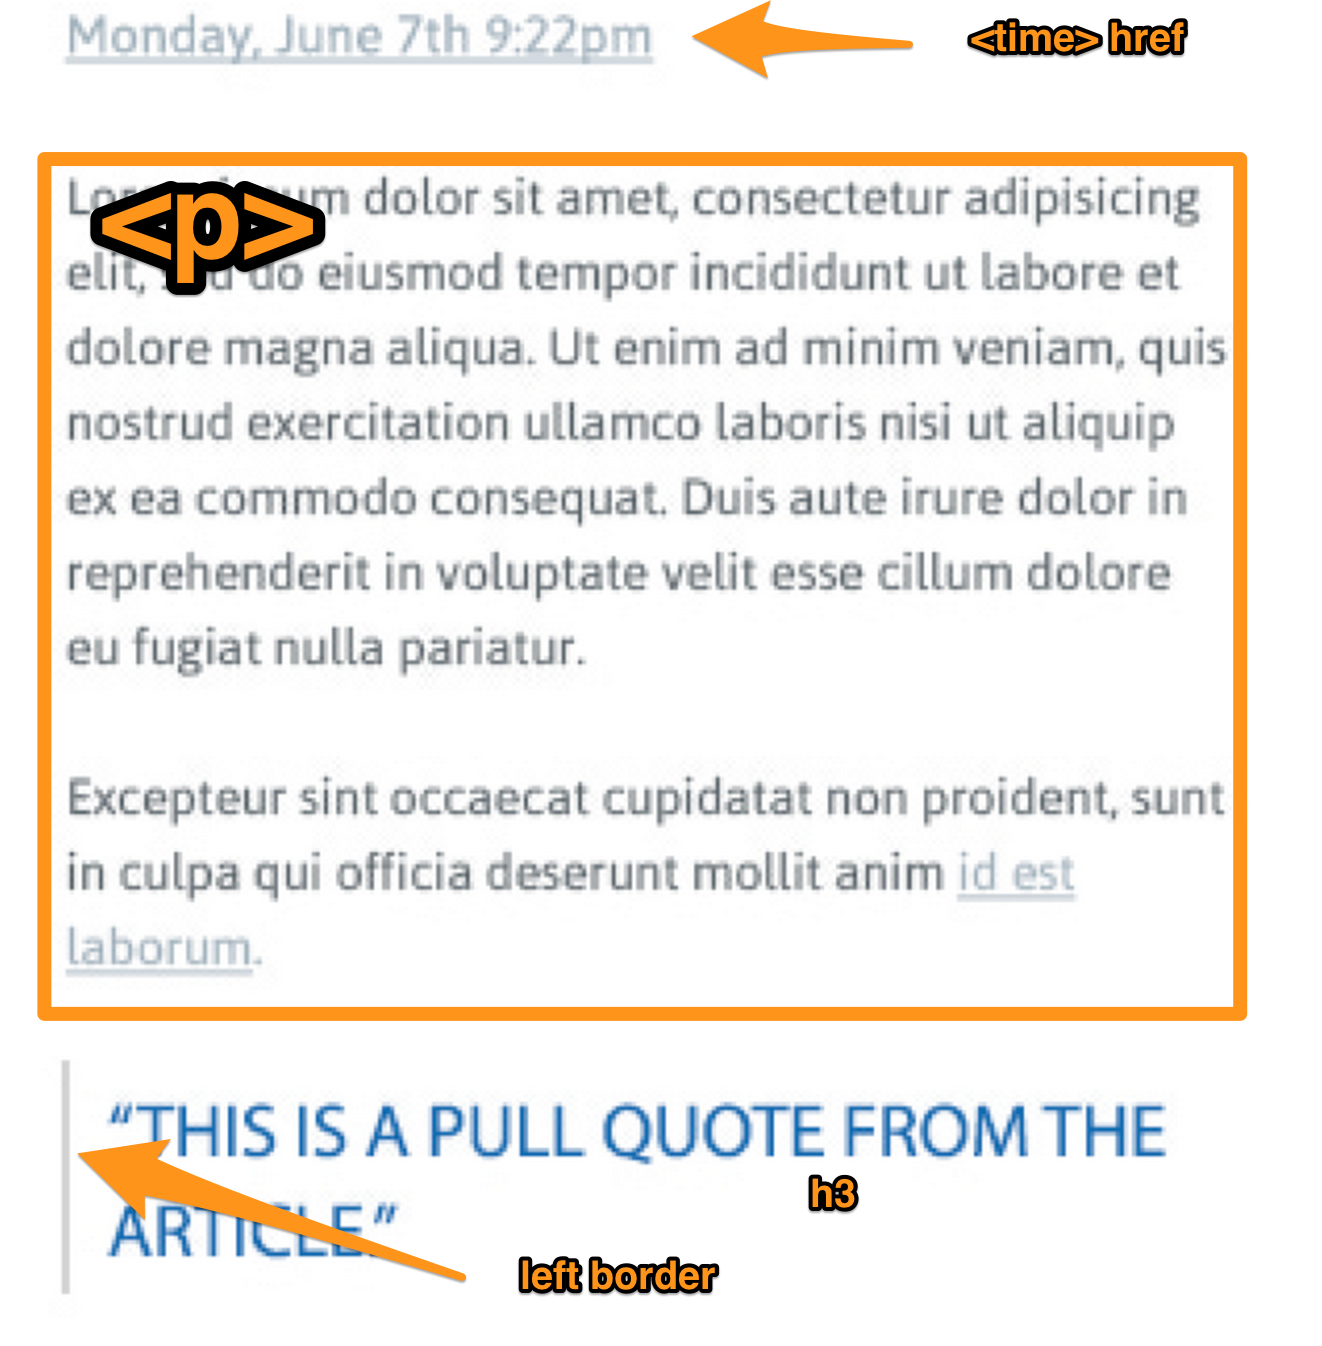 Monday, June 7th 9:22pm
<time> href
<p>
dolor sit amet, consectetur adipisicing
elit, do eiusmod tempor incididunt ut labore et
dolore magna aliqua. Ut enim ad minim veniam, quis
nostrud exercitation ullamco laboris nisi ut aliquip
ex ea commodo consequat. Duis aute irure dolor in
reprehenderit in voluptate velit esse cillum dolore
eu fugiat nulla pariatur.
Excepteur sint occaecat cupidatat non proident, sunt
in culpa qui officia deserunt mollit anim id est
laborum.
“THIS IS A PULL QUOTE FROM THE
h3
ARTICLE.”
left border